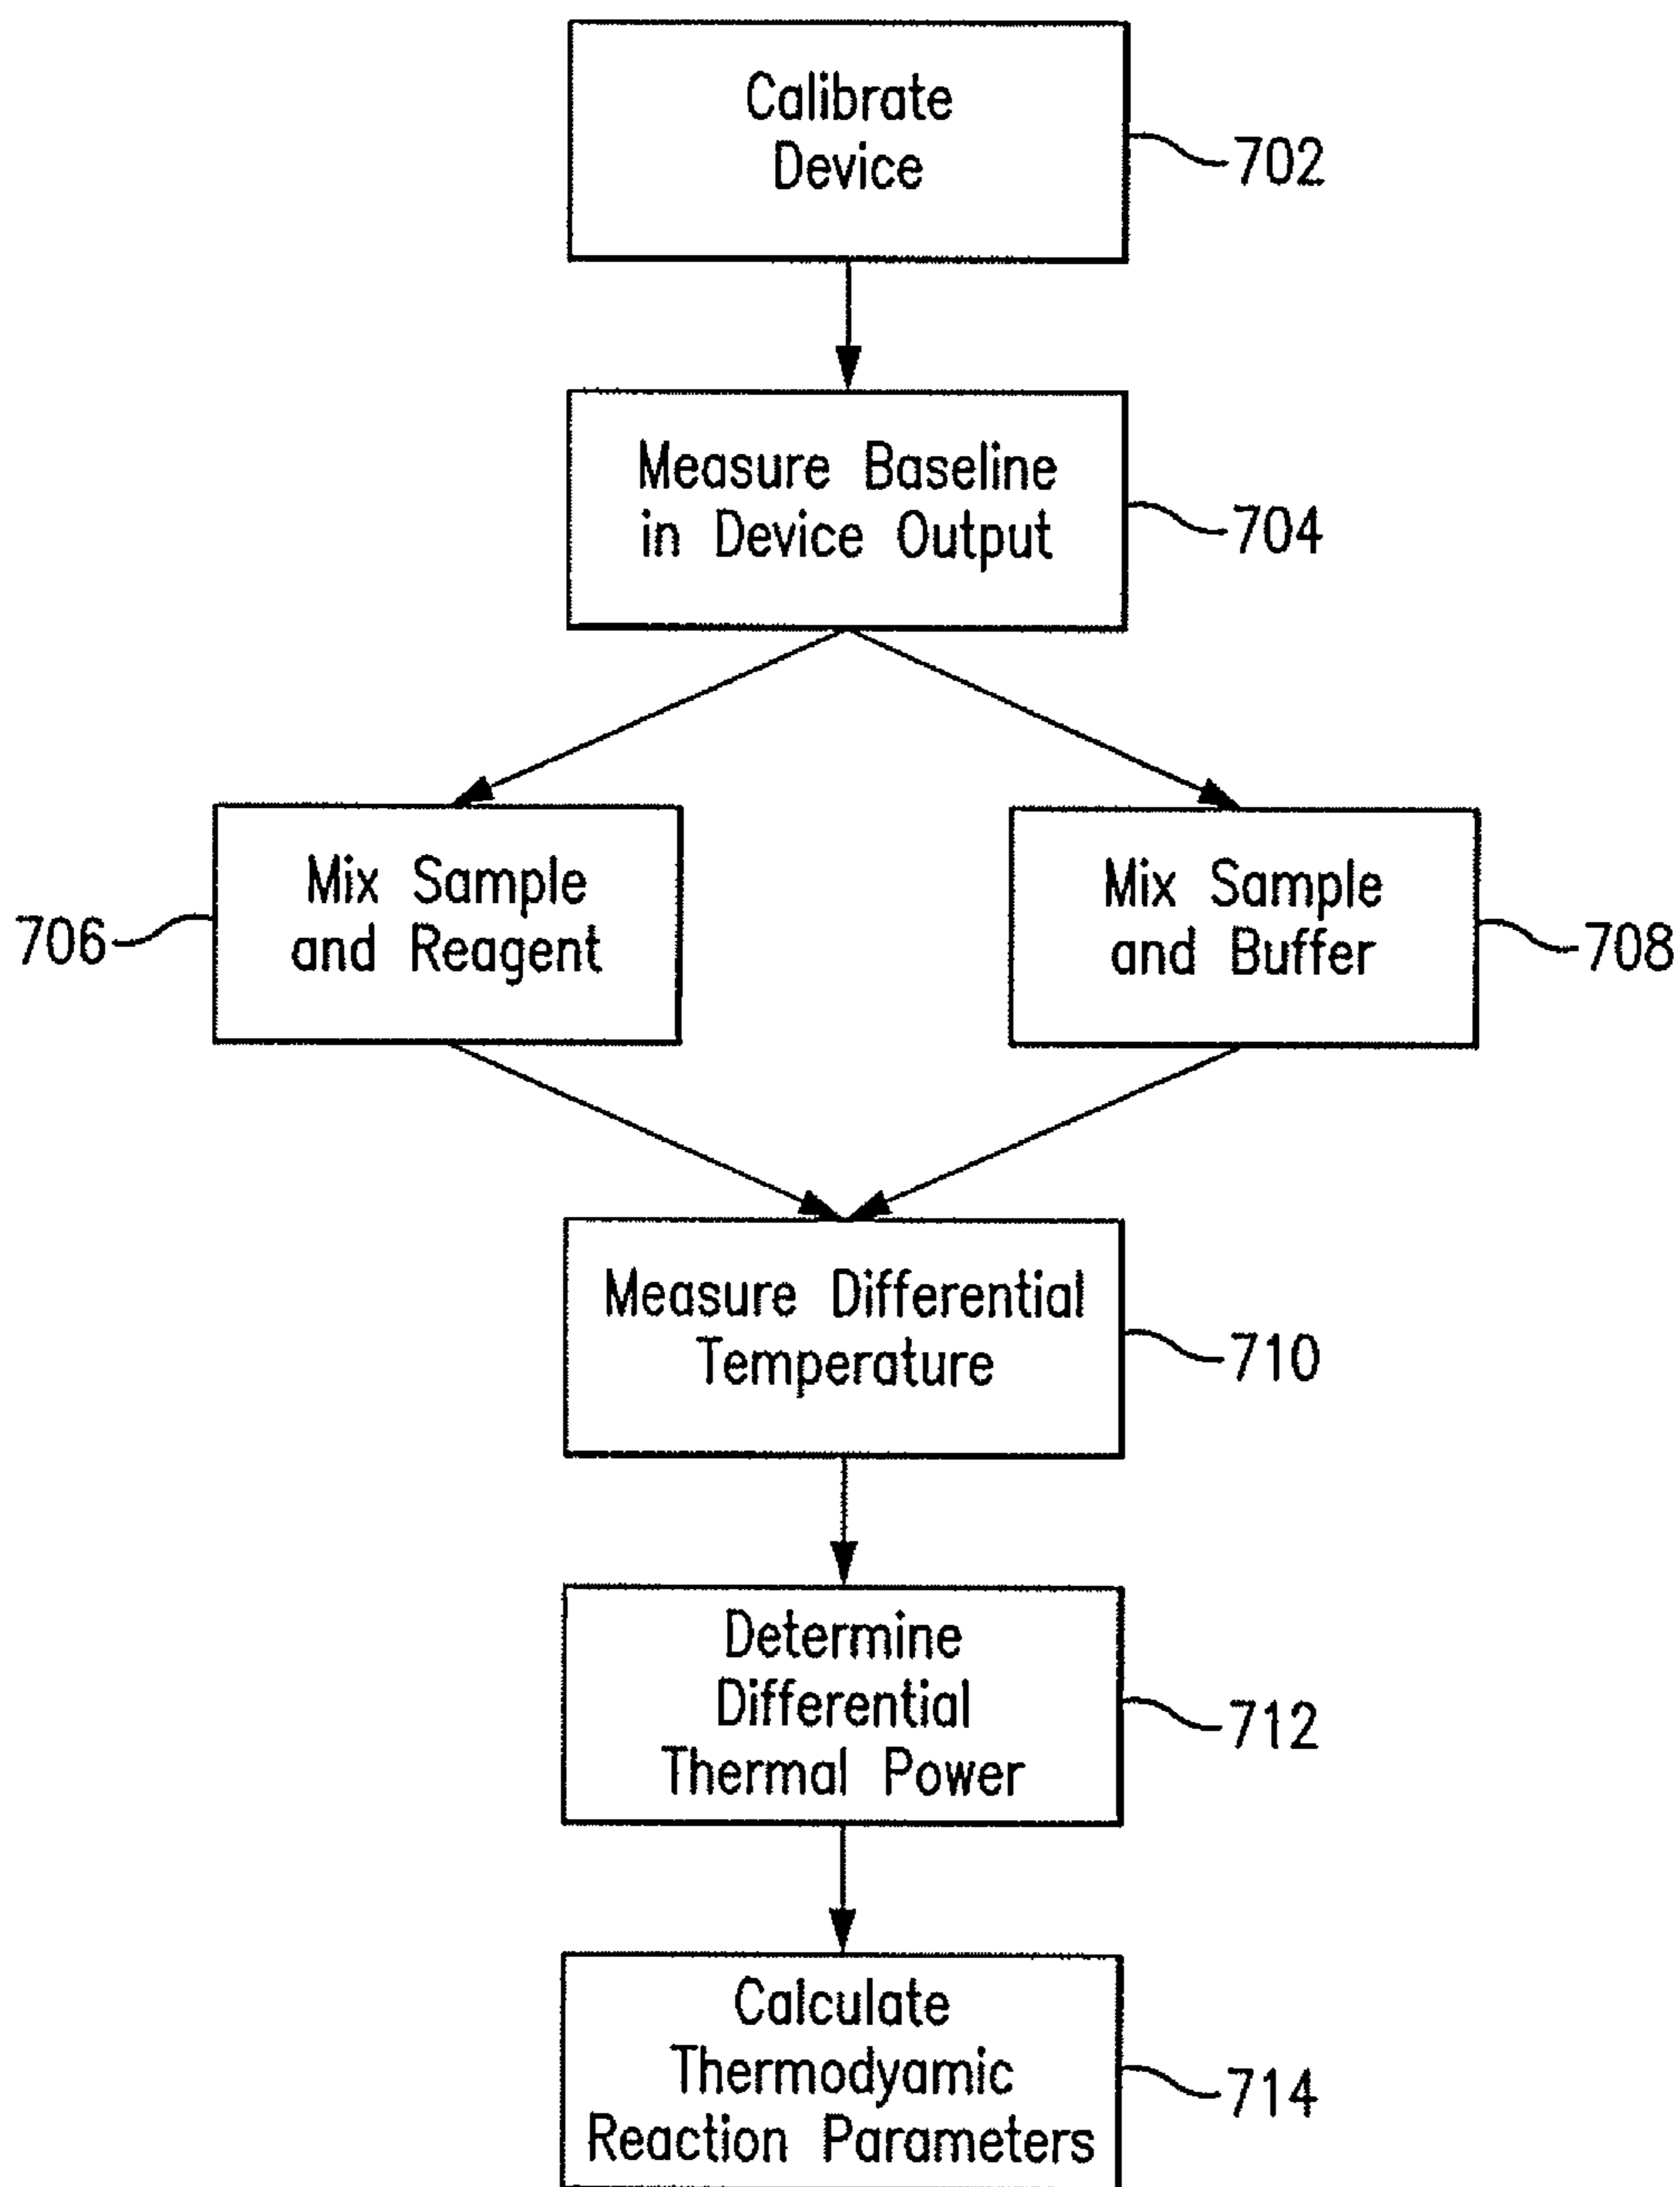 Calibrate
Device
702
Measure Baseline
in Device Output
704
Mix Sample
and Reagent
706
Mix Sample
and Buffer
708
Measure Differential
Temperature
710
Determine
Differential
Thermal Power
712
Calculate
Thermodyamic
Reaction Parameters
714